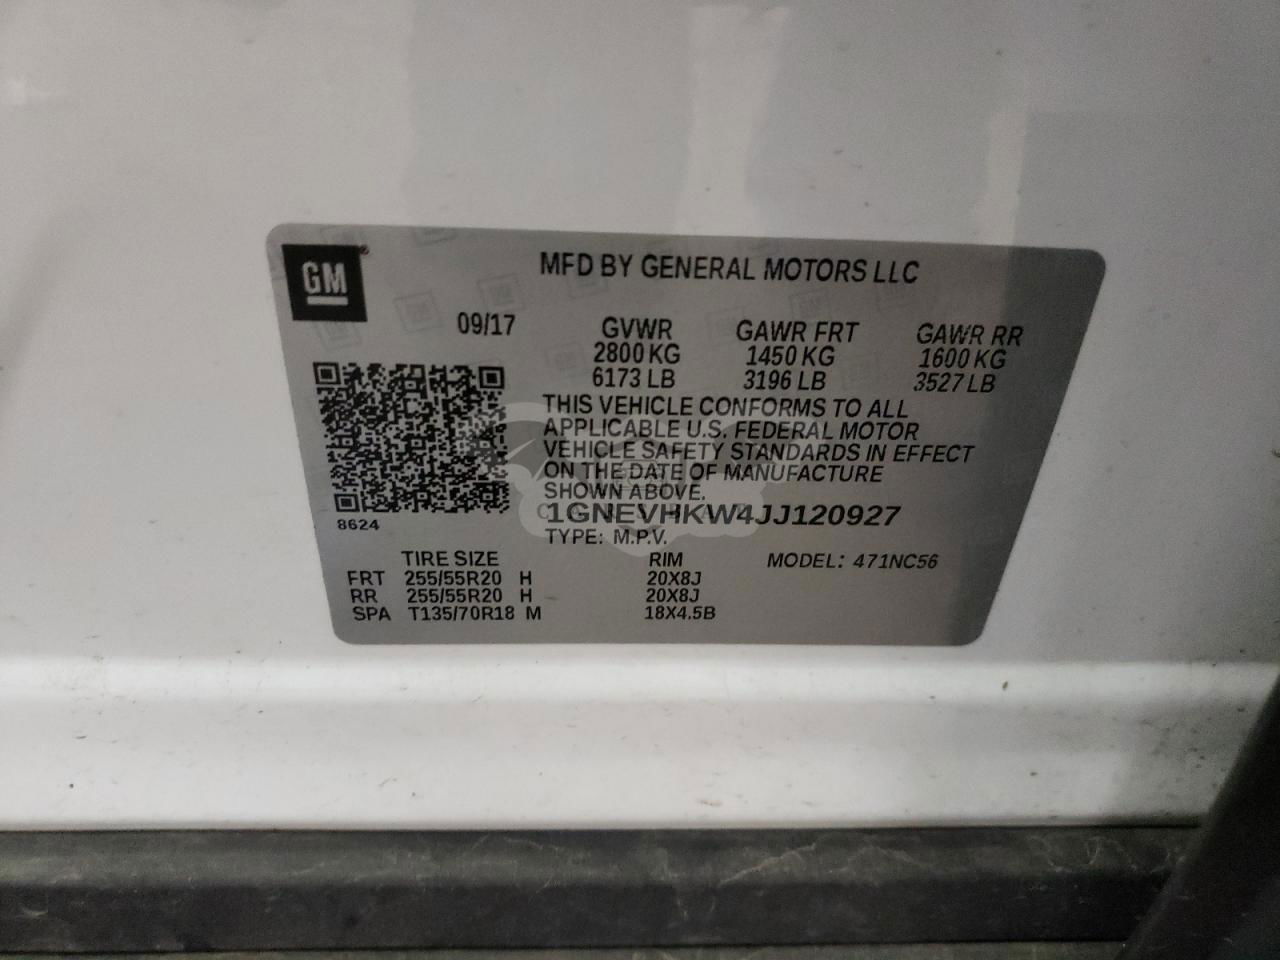 GM
MFD BY GENERAL MOTORS LLC
09/17
GVWR GAWR FRT GAWR RR
2800 KG 1450 KG 1600 KG
6173 LB 3196 LB 3527 LB
THIS VEHICLE CONFORMS TO ALL
APPLICABLE U.S. FEDERAL MOTOR
VEHICLE SAFETY STANDARDS IN EFFECT
ON THE DATE OF MANUFACTURE
SHOWN ABOVE.
8624
1GNEVHKW4JJ120927
TYPE: M.P.V.
TIRE SIZE RIM MODEL: 471NC56
FRT 255/55R20 H 20X8J
RR 255/55R20 H 20X8J
SPA T135/70R18 M 18X4.5B